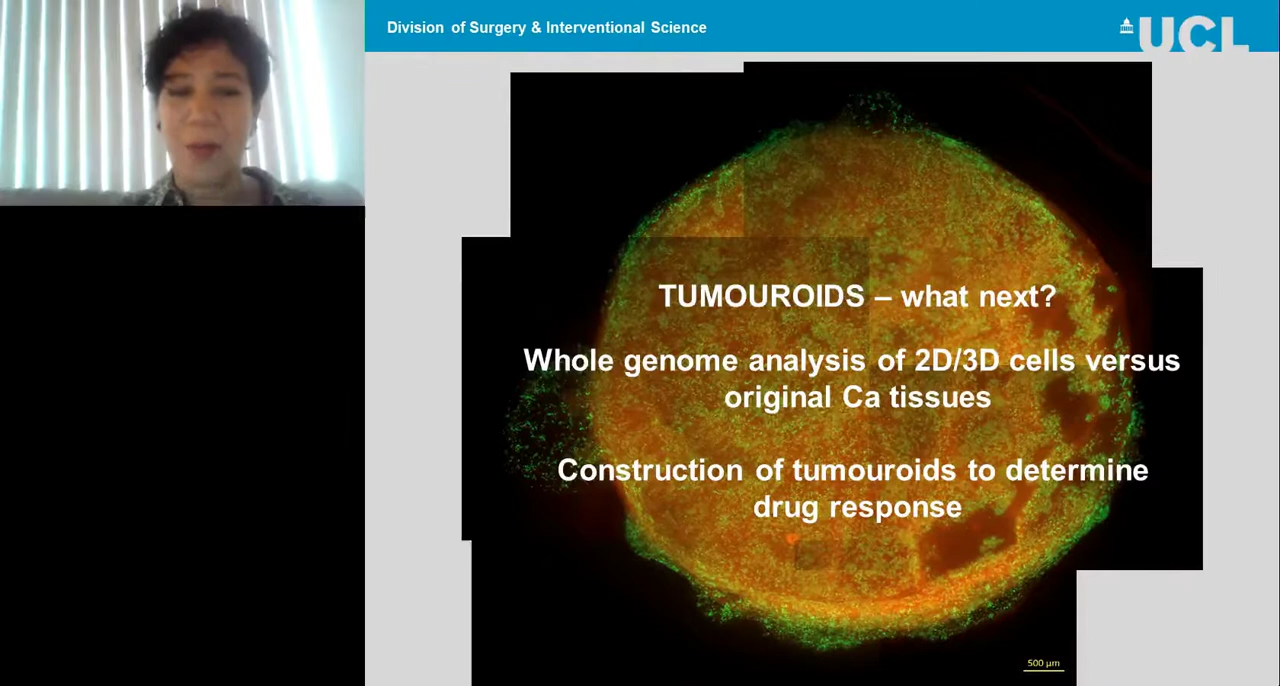 Division of Surgery & Interventional Science
UCL
TUMOUROIDS – what next?
Whole genome analysis of 2D/3D cells versus
original Ca tissues
Construction of tumouroids to determine
drug response
500 µm